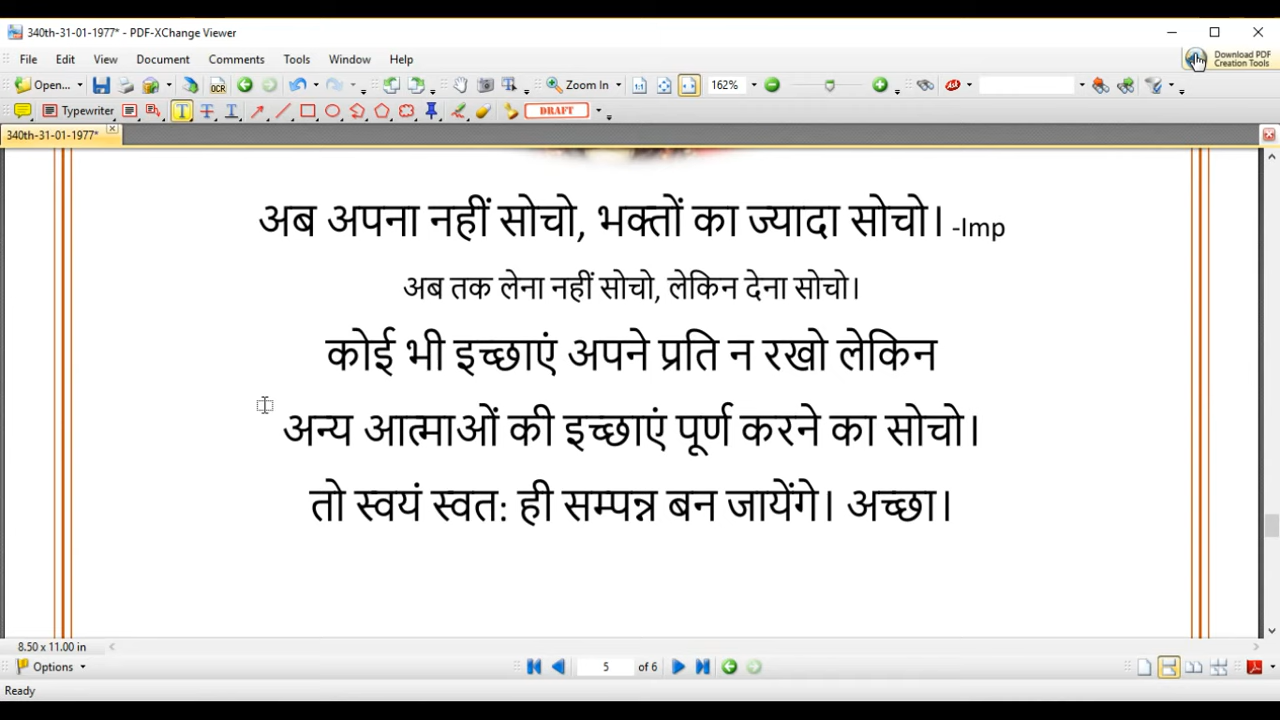 340th-31-01-1977* - PDF-XChange Viewer
File Edit View Document Comments Tools Window Help
Download PDF
Creation Tools
Open... OCR Zoom In 1:1 162%
Typewriter T T T DRAFT
340th-31-01-1977*
अब अपना नहीं सोचो, भक्तों का ज्यादा सोचो। -Imp
अब तक लेना नहीं सोचो, लेकिन देना सोचो।
कोई भी इच्छाएं अपने प्रति न रखो लेकिन
अन्य आत्माओं की इच्छाएं पूर्ण करने का सोचो।
तो स्वयं स्वत: ही सम्पन्न बन जायेंगे। अच्छा।
8.50 x 11.00 in
Options 5 of 6
Ready